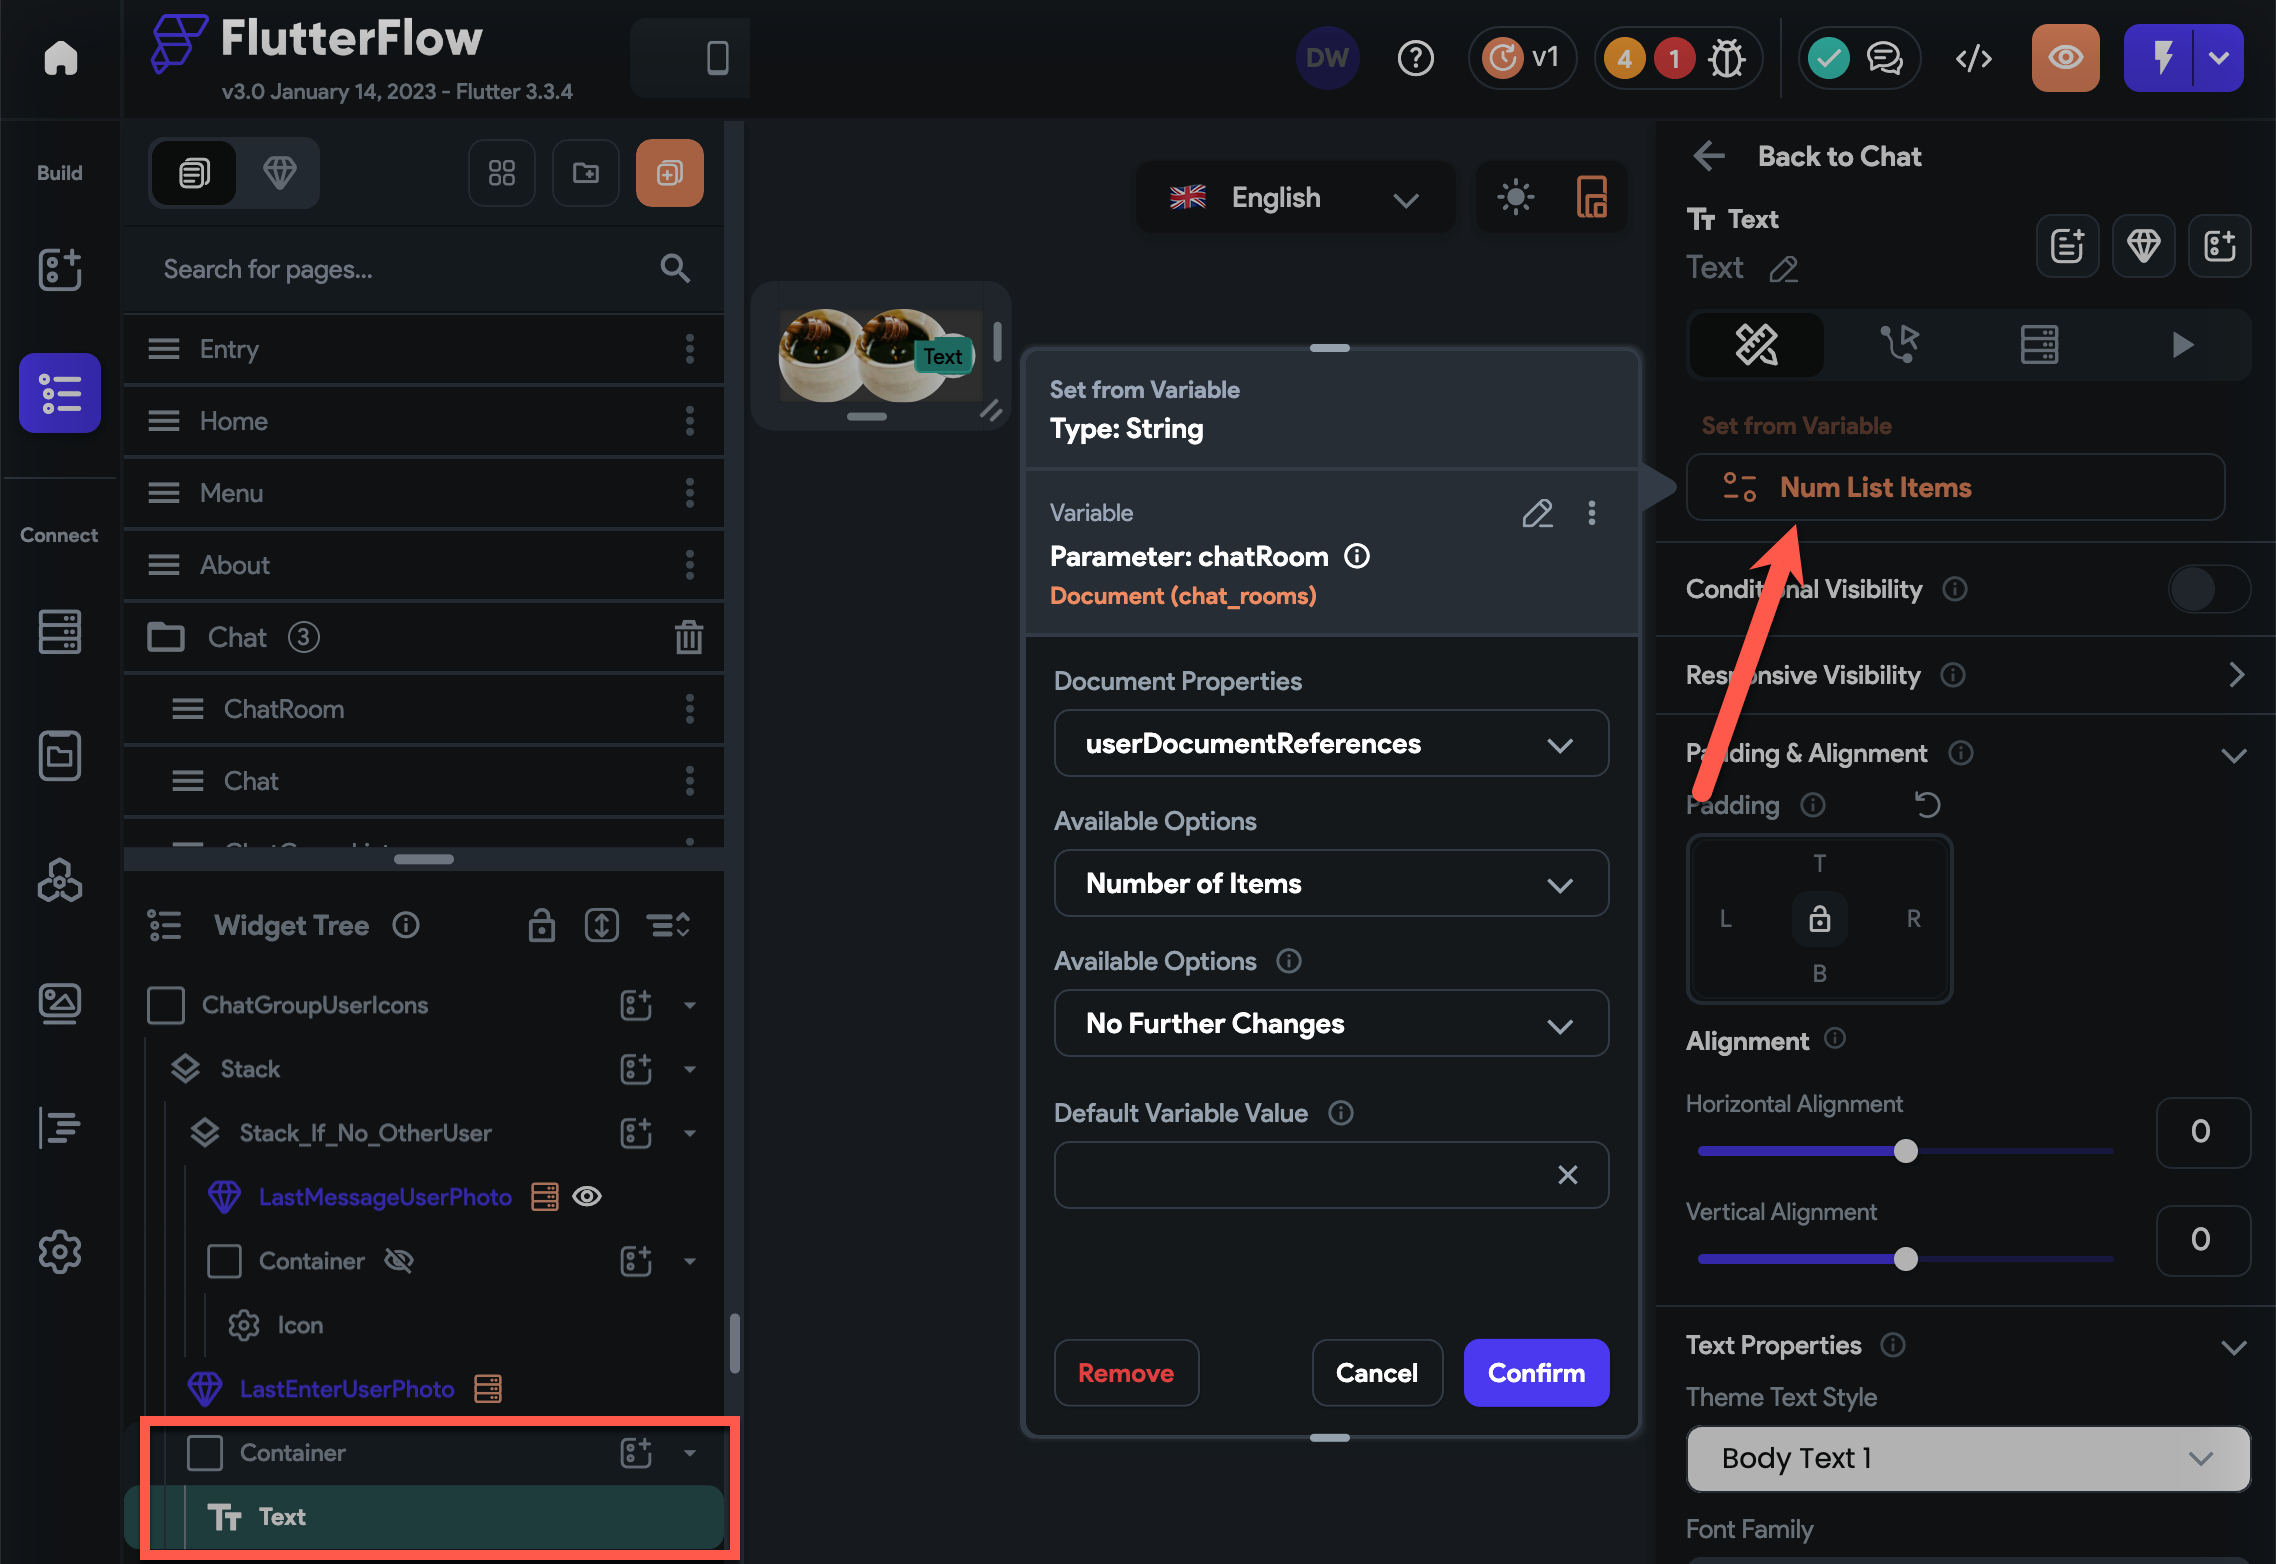 FlutterFlow
v3.0 January 14, 2023 - Flutter 3.3.4
DW
v1
4
1
Build
Connect
Search for pages...
Entry
Home
Menu
About
Chat 3
ChatRoom
Chat
Widget Tree
ChatGroupUserIcons
Stack
Stack_If_No_OtherUser
LastMessageUserPhoto
Container
Icon
LastEnterUserPhoto
Container
Text
English
Text
Set from Variable
Type: String
Variable
Parameter: chatRoom
Document (chat_rooms)
Document Properties
userDocumentReferences
Available Options
Number of Items
Available Options
No Further Changes
Default Variable Value
Remove
Cancel
Confirm
Back to Chat
Text
Text
Set from Variable
Num List Items
Conditional Visibility
Responsive Visibility
Padding & Alignment
Padding
T
L
R
B
Alignment
Horizontal Alignment
0
Vertical Alignment
0
Text Properties
Theme Text Style
Body Text 1
Font Family